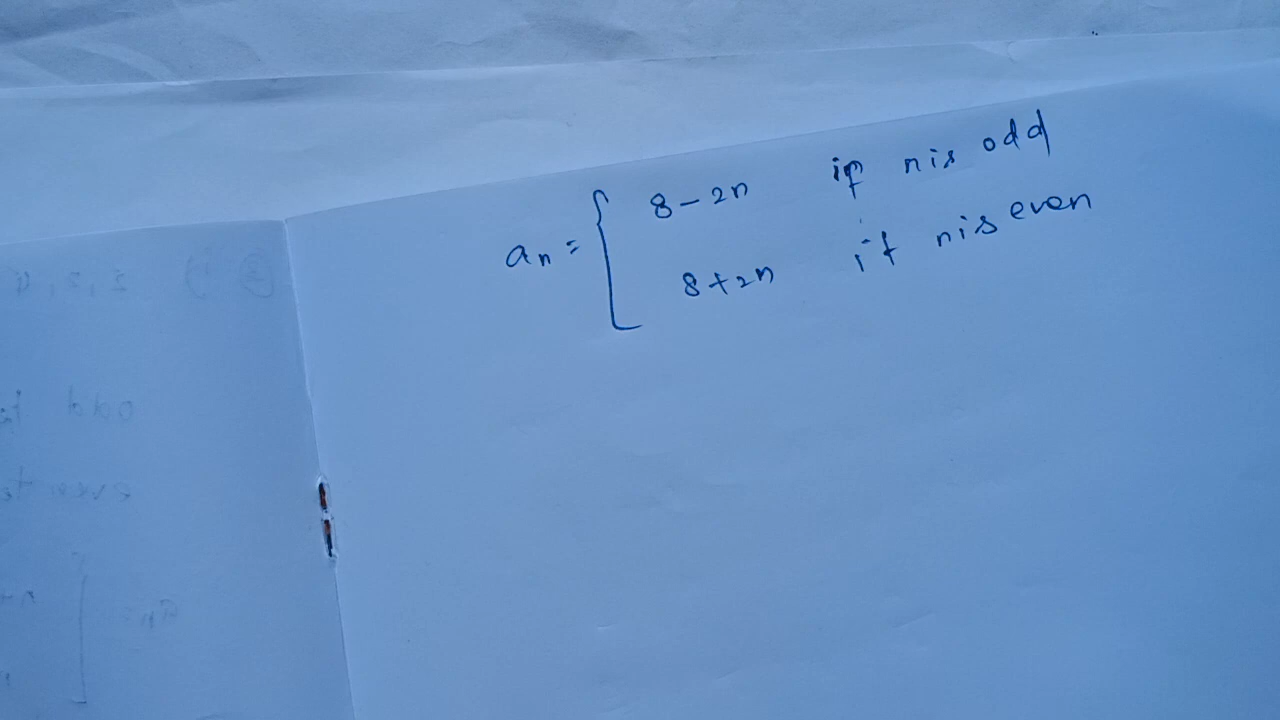 8-2n if n is odd
an =
8+2n if n is even